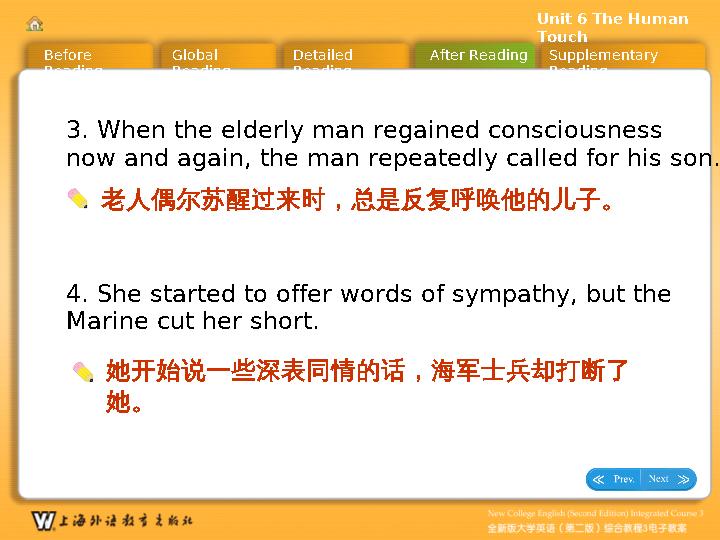 Unit 6 The Human
Touch
Before
Reading
Global
Reading
Detailed
Reading
After Reading
Supplementary
Reading
3. When the elderly man regained consciousness
now and again, the man repeatedly called for his son.
老人偶尔苏醒过来时，总是反复呼唤他的儿子。
4. She started to offer words of sympathy, but the
Marine cut her short.
她开始说一些深表同情的话，海军士兵却打断了
她。
Prev. Next
W 上海外语教育出版社
New College English (Second Edition) Integrated Course 3
全新版大学英语（第二版）综合教程3电子教案